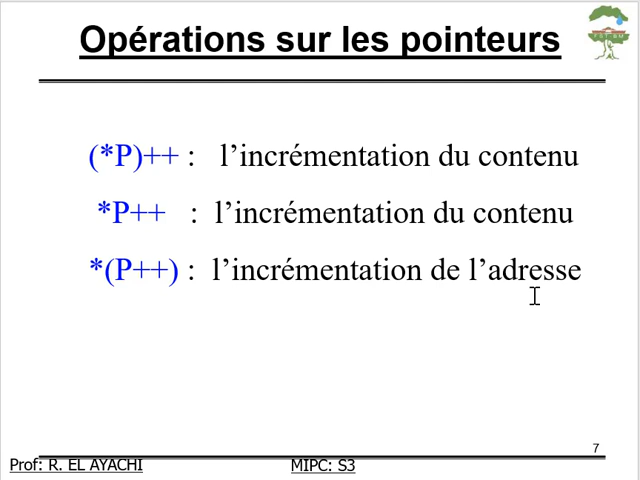 Opérations sur les pointeurs
(*P)++ : l’incrémentation du contenu
*P++ : l’incrémentation du contenu
*(P++) : l’incrémentation de l’adresse
7
Prof: R. EL AYACHI
MIPC: S3